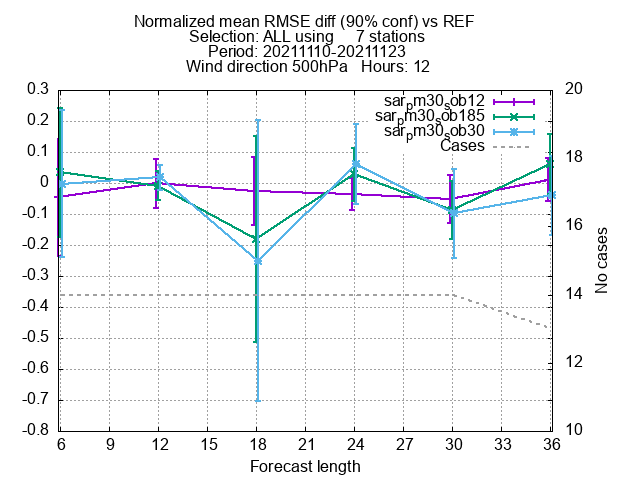 Normalized mean RMSE diff (90% conf) vs REF
Selection: ALL using 7 stations
Period: 20211110-20211123
Wind direction 500hPa Hours: 12
sarpm30sob12
sarpm30sob185
sarpm30sob30
Cases
0.3
0.2
0.1
0
-0.1
-0.2
-0.3
-0.4
-0.5
-0.6
-0.7
-0.8
20
18
16
14
12
10
No cases
6 9 12 15 18 21 24 27 30 33 36
Forecast length